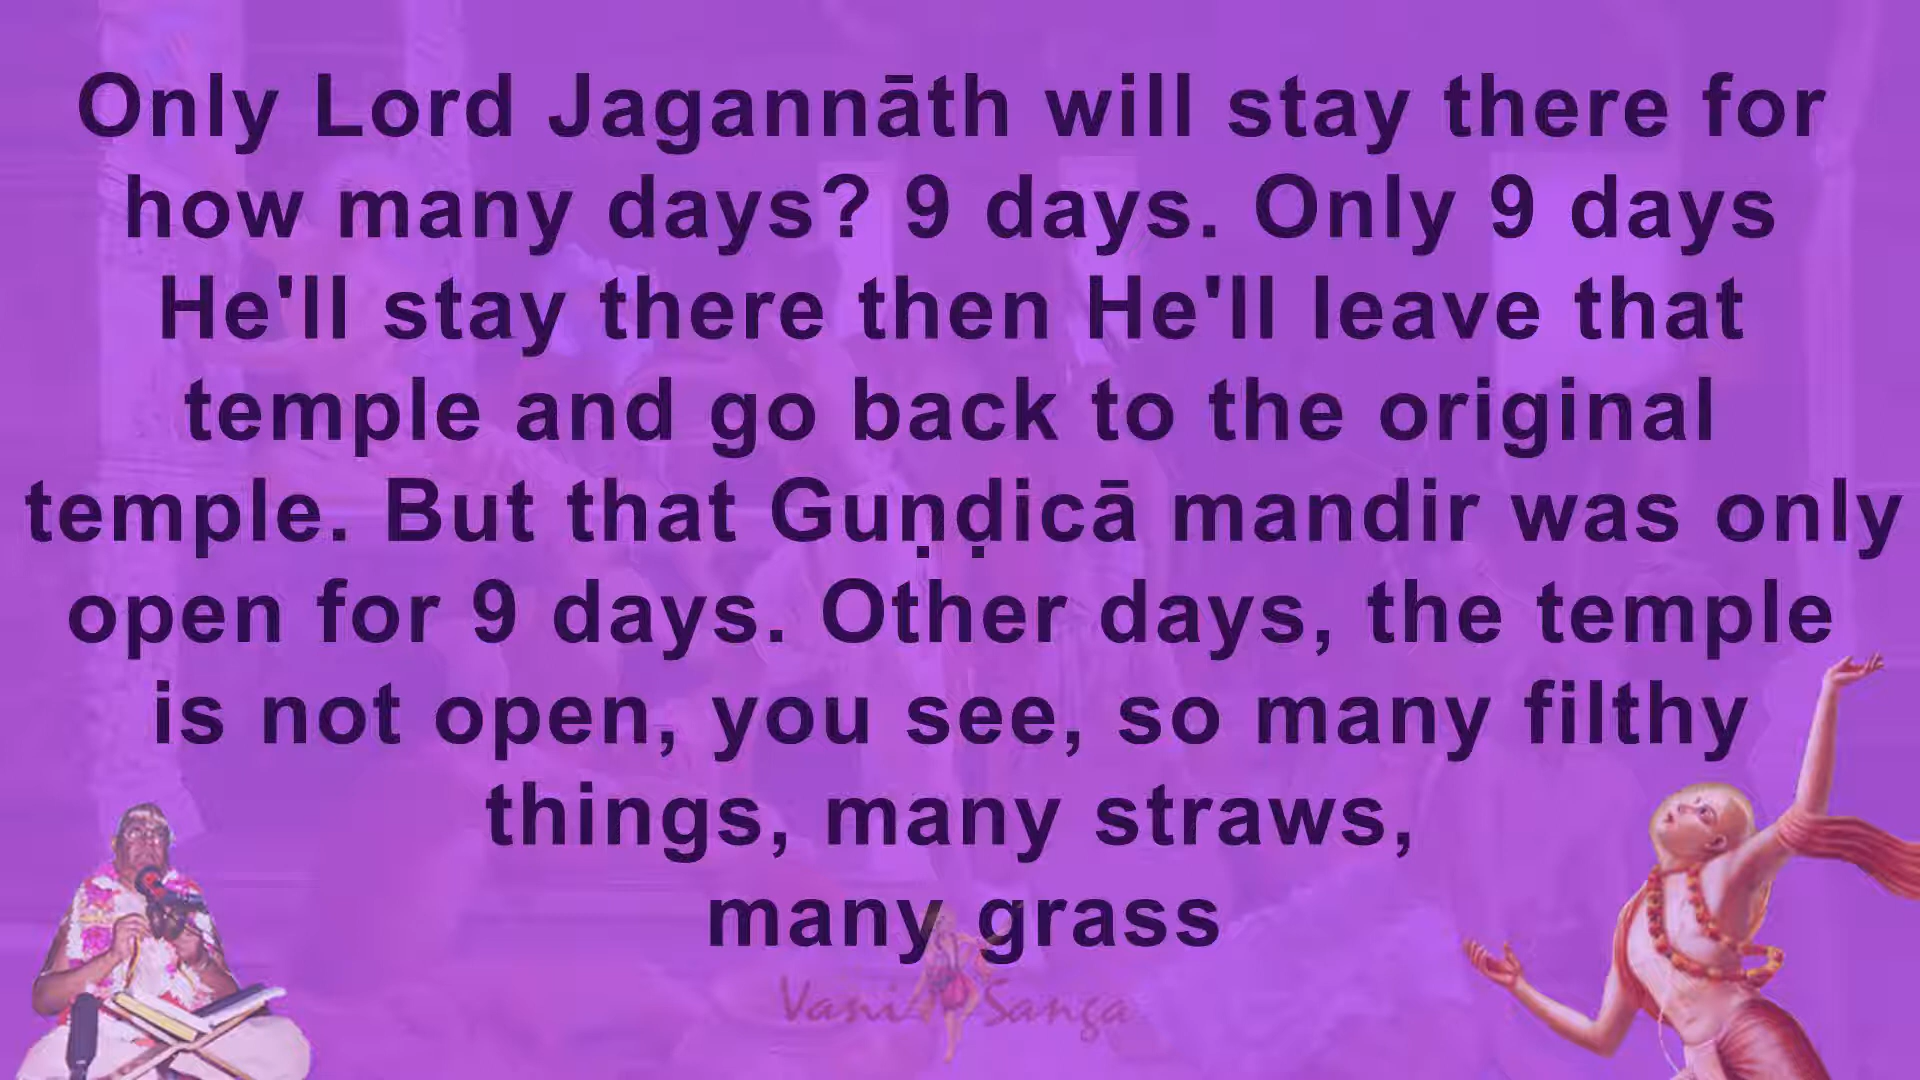 Only Lord Jagannāth will stay there for
how many days? 9 days. Only 9 days
He'll stay there then He'll leave that
temple and go back to the original
temple. But that Guṇḍicā mandir was only
open for 9 days. Other days, the temple
is not open, you see, so many filthy
things, many straws,
many grass
Vani Sanga